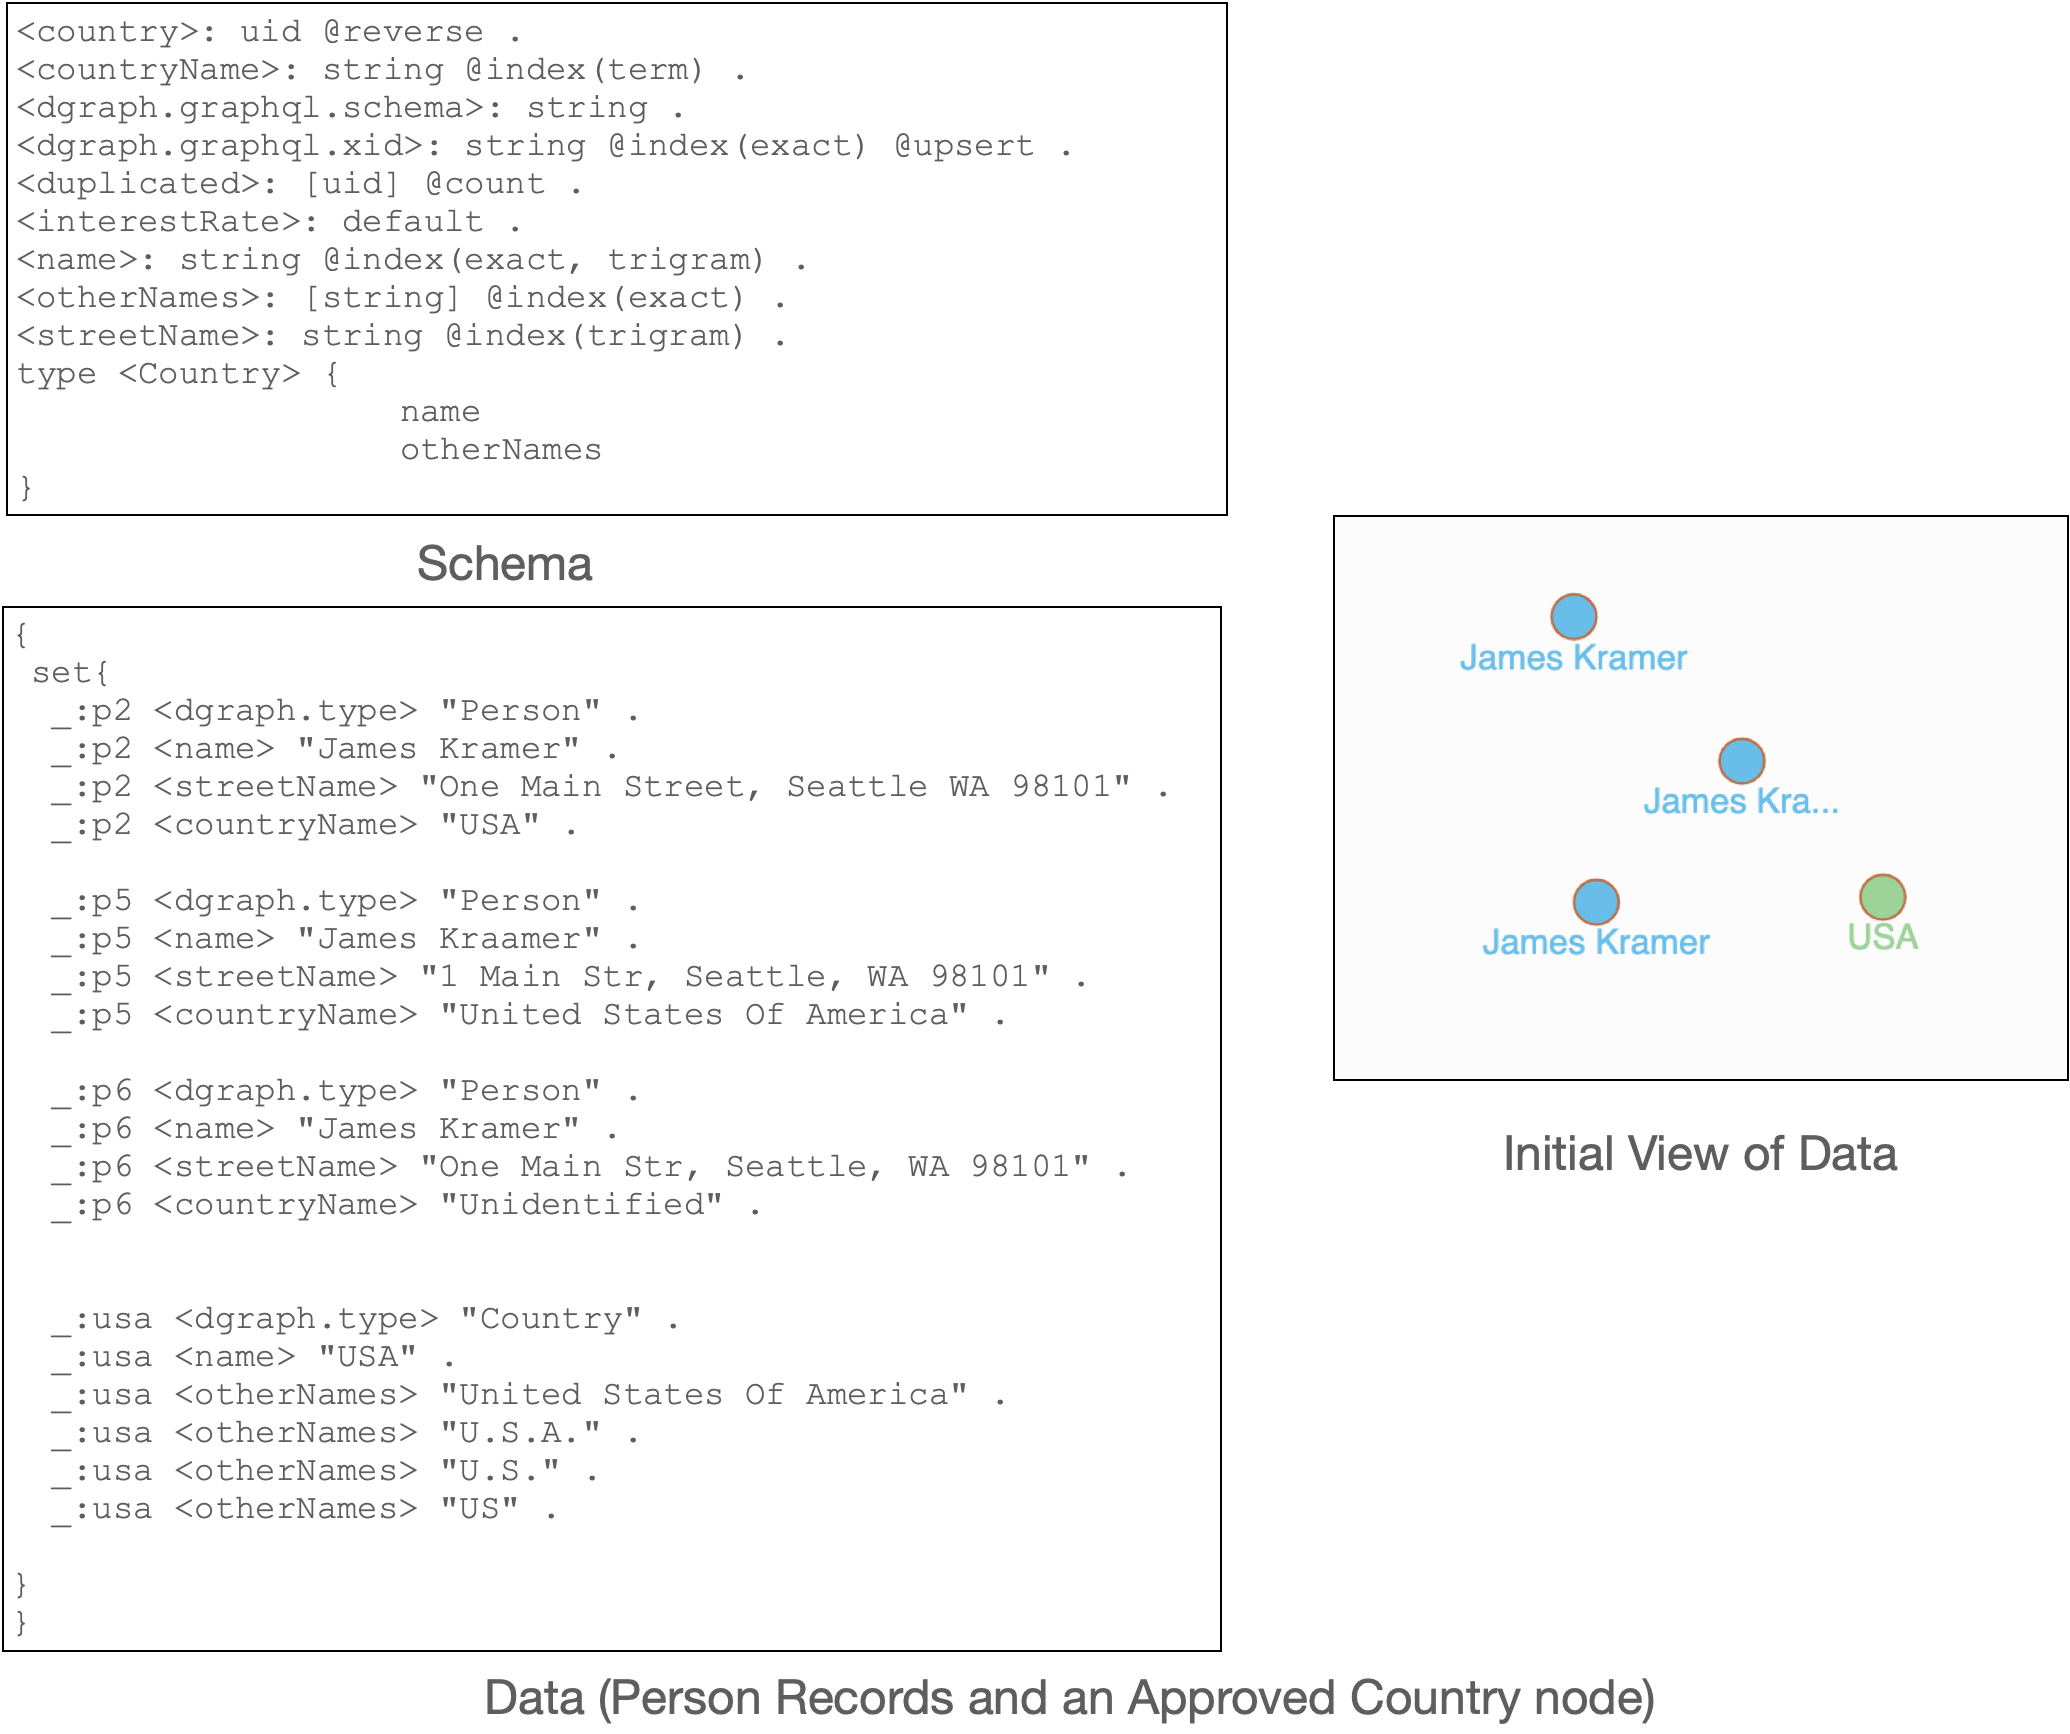 <country>: uid @reverse .
<countryName>: string @index(term) .
<dgraph.graphql.schema>: string .
<dgraph.graphql.xid>: string @index(exact) @upsert .
<duplicated>: [uid] @count .
<interestRate>: default .
<name>: string @index(exact, trigram) .
<otherNames>: [string] @index(exact) .
<streetName>: string @index(trigram) .
type <Country> {
name
otherNames
}
Schema
{
set{
_:p2 <dgraph.type> "Person" .
_:p2 <name> "James Kramer" .
_:p2 <streetName> "One Main Street, Seattle WA 98101" .
_:p2 <countryName> "USA" .
_:p5 <dgraph.type> "Person" .
_:p5 <name> "James Kraamer" .
_:p5 <streetName> "1 Main Str, Seattle, WA 98101" .
_:p5 <countryName> "United States Of America" .
_:p6 <dgraph.type> "Person" .
_:p6 <name> "James Kramer" .
_:p6 <streetName> "One Main Str, Seattle, WA 98101" .
_:p6 <countryName> "Unidentified" .
_:usa <dgraph.type> "Country" .
_:usa <name> "USA" .
_:usa <otherNames> "United States Of America" .
_:usa <otherNames> "U.S.A." .
_:usa <otherNames> "U.S." .
_:usa <otherNames> "US" .
}
}
Data (Person Records and an Approved Country node)
James Kramer
James Kra...
James Kramer
USA
Initial View of Data